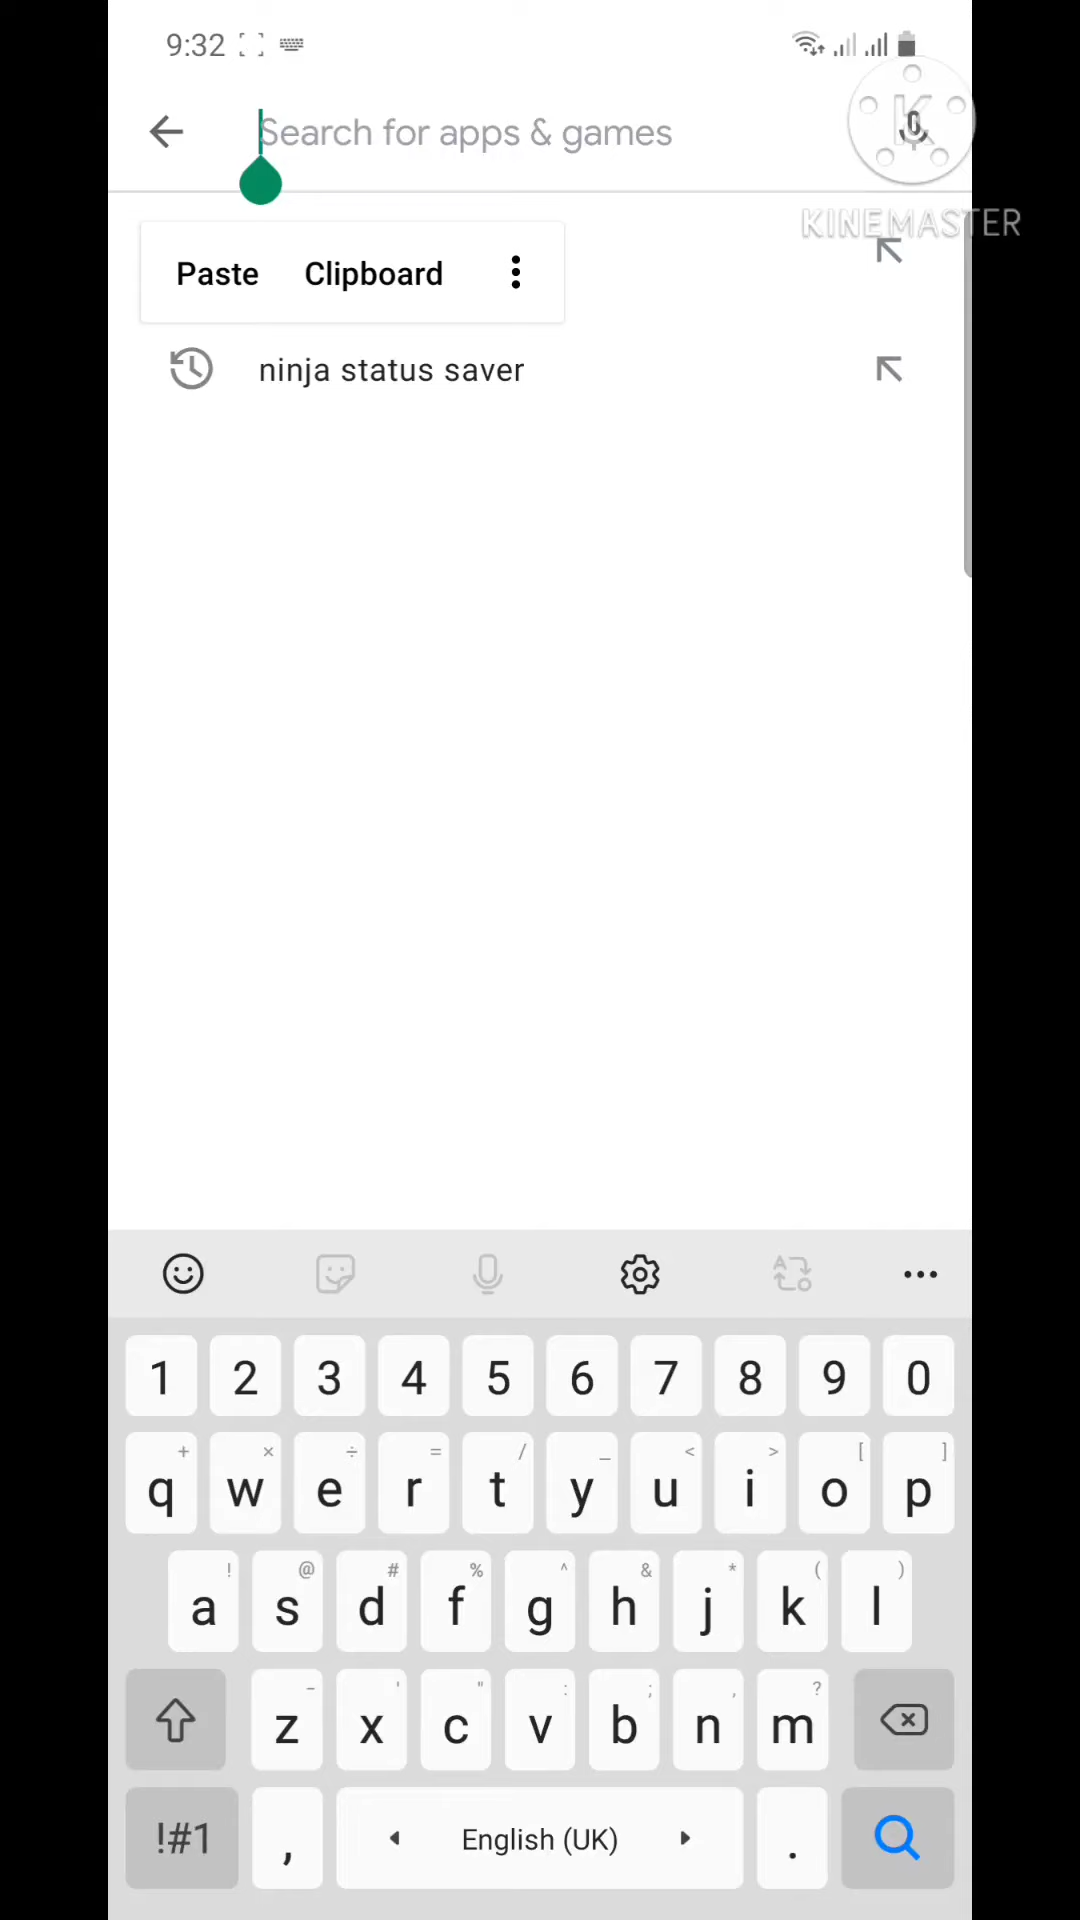 9:32
Search for apps & games
KINEMASTER
Paste Clipboard
ninja status saver
1 2 3 4 5 6 7 8 9 0
+ × ÷ = / _ < > [ ]
q w e r t y u i o p
! @ # % ^ & * ( )
a s d f g h j k l
- ' " : ; , ?
z x c v b n m
!#1 , English (UK) .